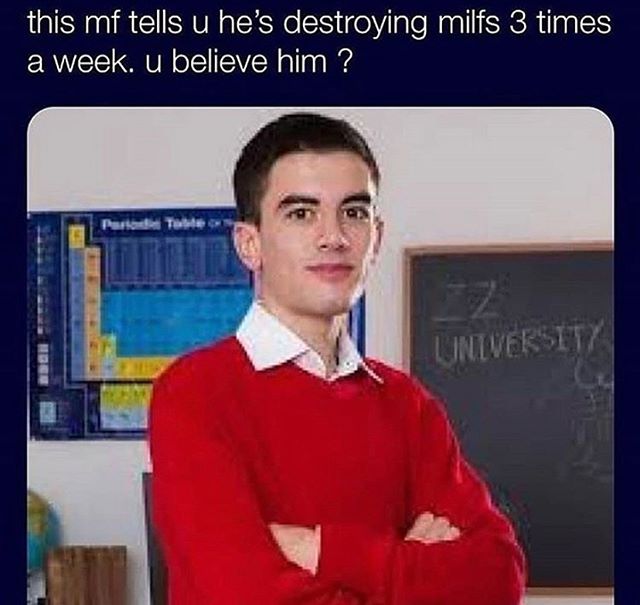 this mf tells u he's destroying milfs 3 times
a week. u believe him ?
Periodic Table
ZZ
UNIVERSITY